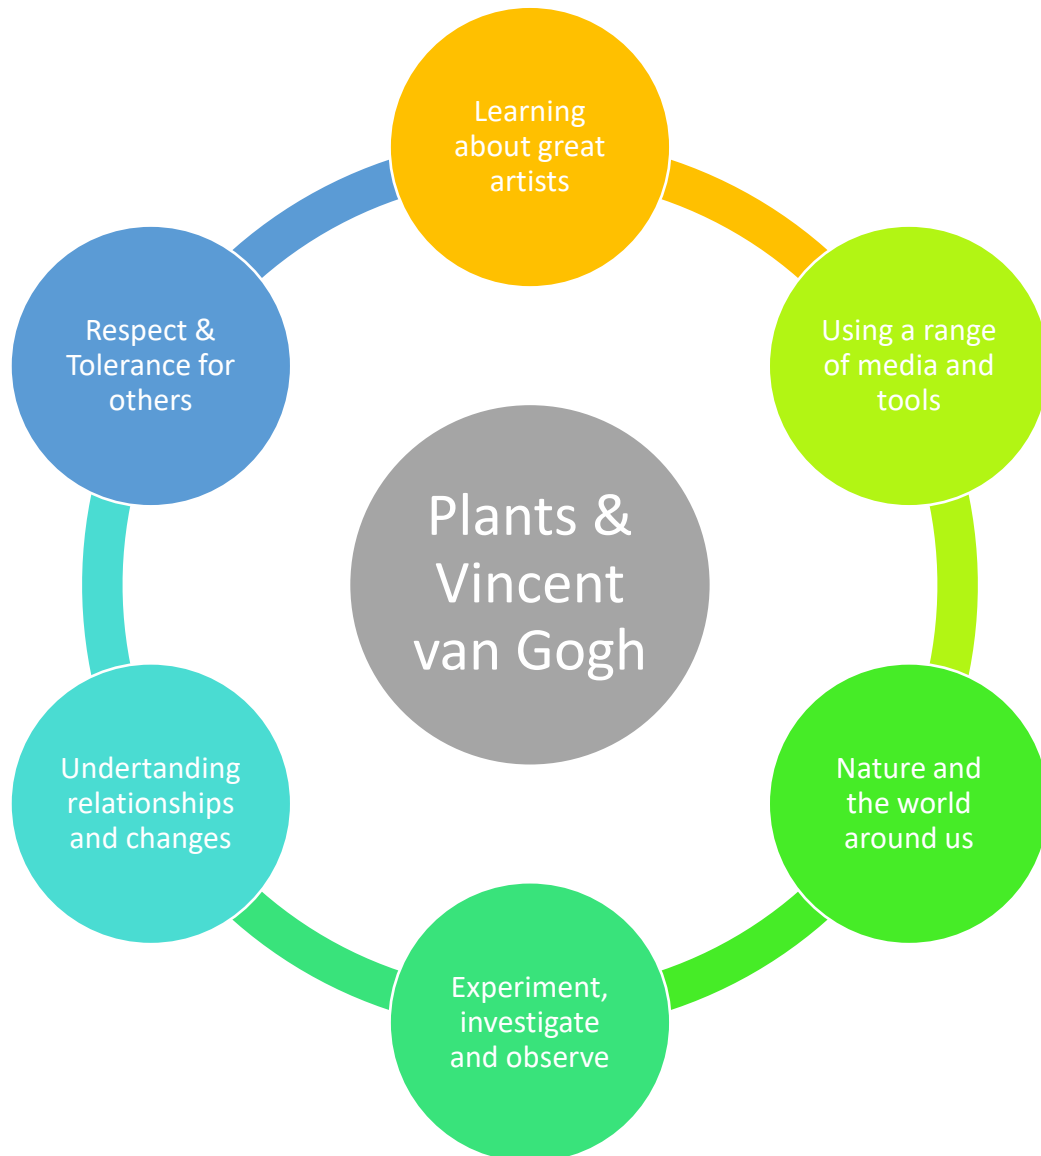 Learning
about great
artists
Using a range
of media and
tools
Nature and
the world
around us
Experiment,
investigate
and observe
Undertanding
relationships
and changes
Respect &
Tolerance for
others
Plants &
Vincent
van Gogh